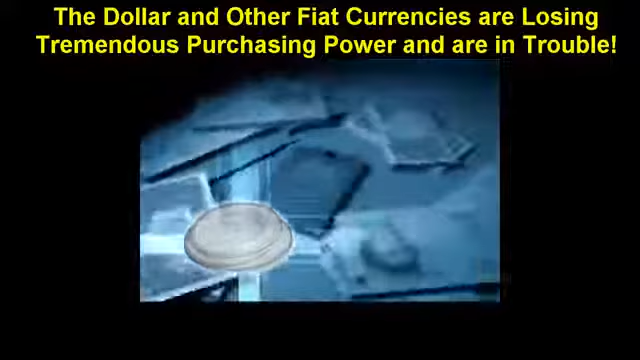 The Dollar and Other Fiat Currencies are Losing
Tremendous Purchasing Power and are in Trouble!